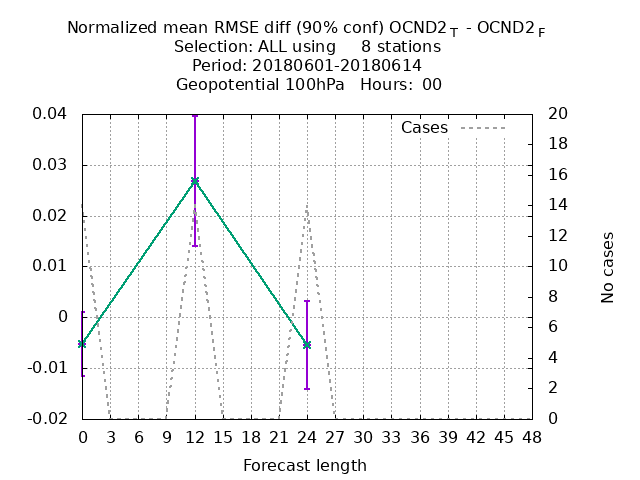 Normalized mean RMSE diff (90% conf) OCND2 T - OCND2 F
Selection: ALL using 8 stations
Period: 20180601-20180614
Geopotential 100hPa Hours: 00
Cases
0.04
0.03
0.02
0.01
0
-0.01
-0.02
20
18
16
14
12
10
8
6
4
2
0
No cases
0 3 6 9 12 15 18 21 24 27 30 33 36 39 42 45 48
Forecast length